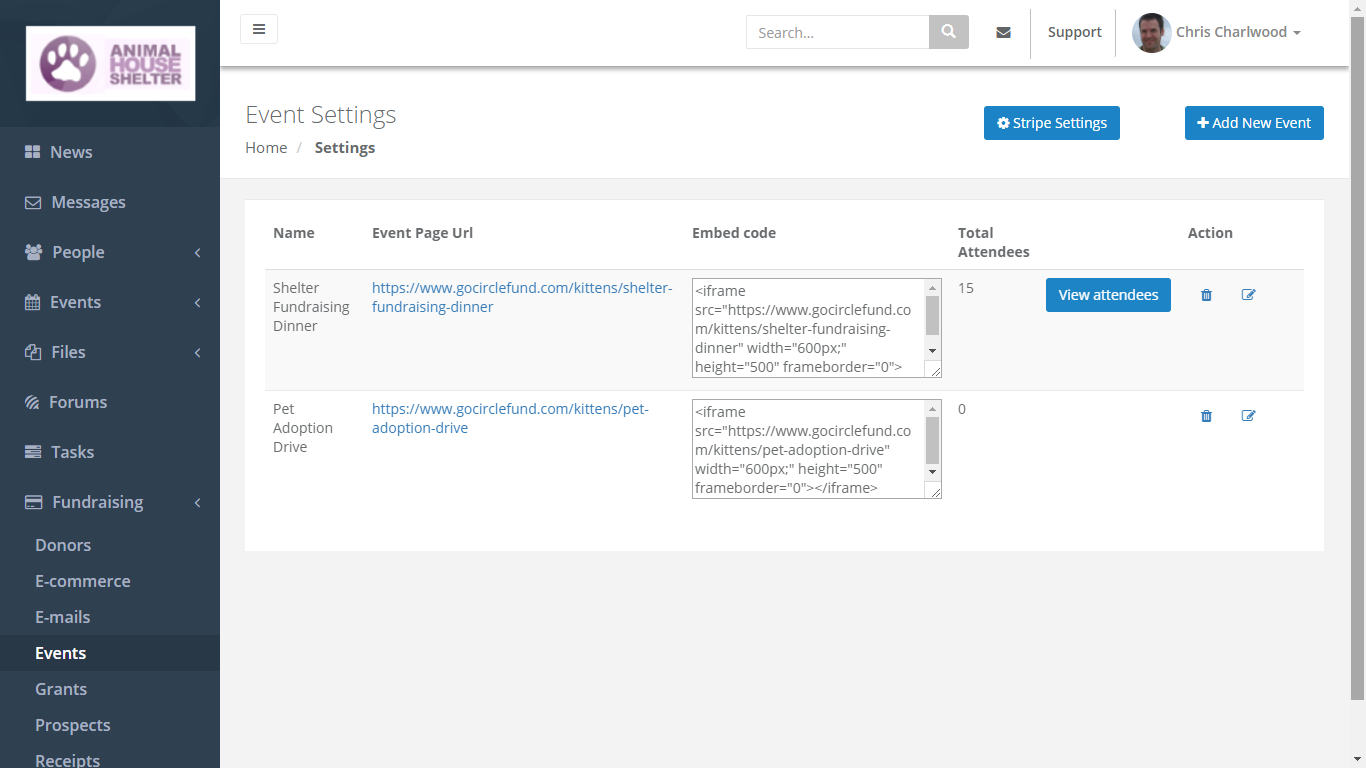 ANIMAL
HOUSE
SHELTER
News
Messages
People
Events
Files
Forums
Tasks
Fundraising
Donors
E-commerce
E-mails
Events
Grants
Prospects
Receipts
Search...
Support
Chris Charlwood
Event Settings
Home / Settings
Stripe Settings
Add New Event
Name
Event Page Url
Embed code
Total
Attendees
Action
Shelter
Fundraising
Dinner
https://www.gocirclefund.com/kittens/shelter-
fundraising-dinner
<iframe
src="https://www.gocirclefund.co
m/kittens/shelter-fundraising-
dinner" width="600px;"
height="500" frameborder="0">
15
View attendees
Pet
Adoption
Drive
https://www.gocirclefund.com/kittens/pet-
adoption-drive
<iframe
src="https://www.gocirclefund.co
m/kittens/pet-adoption-drive"
width="600px;" height="500"
frameborder="0"></iframe>
0